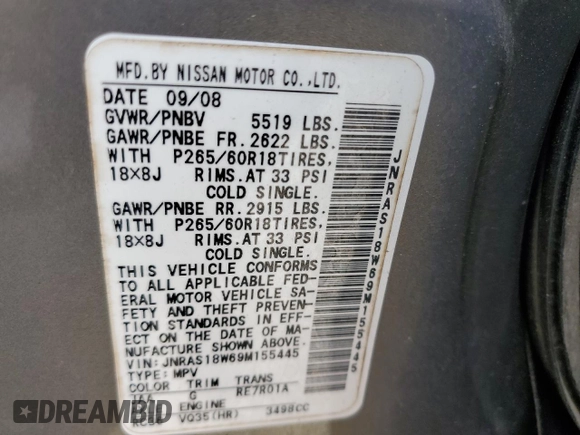 MFD.BY NISSAN MOTOR CO.,LTD.
DATE 09/08
GVWR/PNBV 5519 LBS.
GAWR/PNBE FR. 2622 LBS.
WITH P265/60R18TIRES,
18×8J RIMS.AT 33 PSI
COLD SINGLE.
GAWR/PNBE RR. 2915 LBS.
WITH P265/60R18TIRES,
18×8J RIMS.AT 33 PSI
COLD SINGLE.
THIS VEHICLE CONFORMS
TO ALL APPLICABLE FED-
ERAL MOTOR VEHICLE SA-
FETY AND THEFT PREVEN-
TION STANDARDS IN EFF-
ECT ON THE DATE OF MA-
NUFACTURE SHOWN ABOVE.
VIN: JNRAS18W69M155445
TYPE: MPV
COLOR TRIM TRANS
G RE7R01A
ENGINE
VQ35(HR) 3498CC
JNRAS18W69M155445
DREAMBID